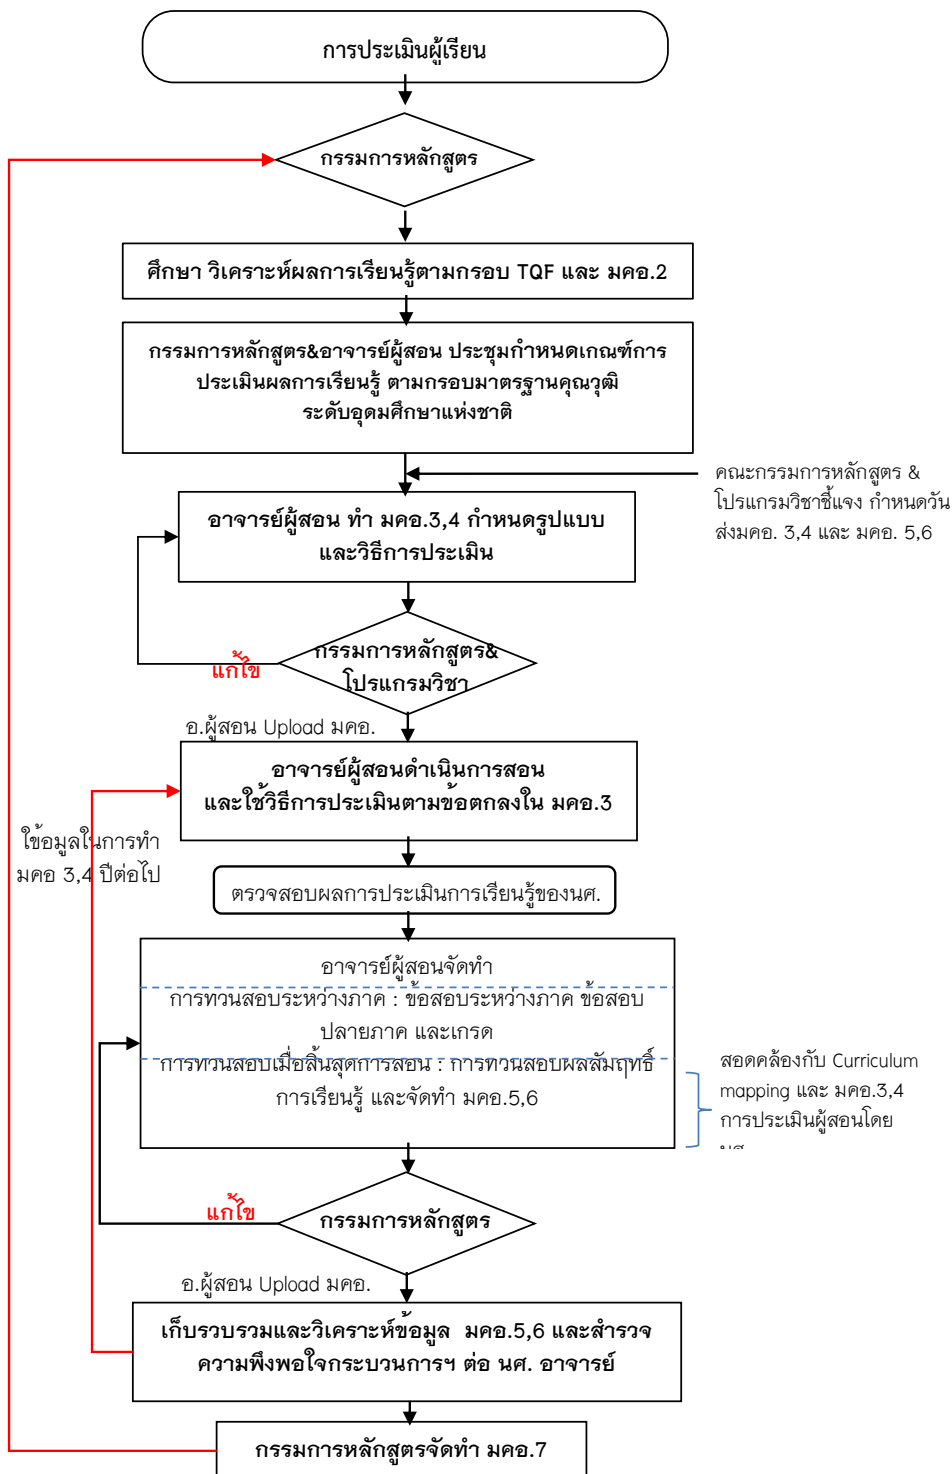 การประเมินผู้เรียน
กรรมการหลักสูตร
ศึกษา วิเคราะห์ผลการเรียนรู้ตามกรอบ TQF และ มคอ.2
กรรมการหลักสูตร&อาจารย์ผู้สอน ประชุมกำหนดเกณฑ์การ
ประเมินผลการเรียนรู้ ตามกรอบมาตรฐานคุณวุฒิ
ระดับอุดมศึกษาแห่งชาติ
คณะกรรมการหลักสูตร &
โปรแกรมวิชาชี้แจง กำหนดวัน
ส่งมคอ. 3,4 และ มคอ. 5,6
อาจารย์ผู้สอน ทำ มคอ.3,4 กำหนดรูปแบบ
และวิธีการประเมิน
กรรมการหลักสูตร&
โปรแกรมวิชา
แก้ไข
อ.ผู้สอน Upload มคอ.
อาจารย์ผู้สอนดำเนินการสอน
และใช้วิธีการประเมินตามข้อตกลงใน มคอ.3
ใช้อมูลในการทำ
มคอ 3,4 ปีต่อไป
ตรวจสอบผลการประเมินการเรียนรู้ของนศ.
อาจารย์ผู้สอนจัดทำ
การทวนสอบระหว่างภาค : ข้อสอบระหว่างภาค ข้อสอบ
ปลายภาค และเกรด
การทวนสอบเมื่อสิ้นสุดการสอน : การทวนสอบผลสัมฤทธิ์
การเรียนรู้ และจัดทำ มคอ.5,6
สอดคล้องกับ Curriculum
mapping และ มคอ.3,4
การประเมินผู้สอนโดย
แก้ไข
กรรมการหลักสูตร
อ.ผู้สอน Upload มคอ.
เก็บรวบรวมและวิเคราะห์ข้อมูล มคอ.5,6 และสำรวจ
ความพึงพอใจกระบวนการฯ ต่อ นศ. อาจารย์
กรรมการหลักสูตรจัดทำ มคอ.7